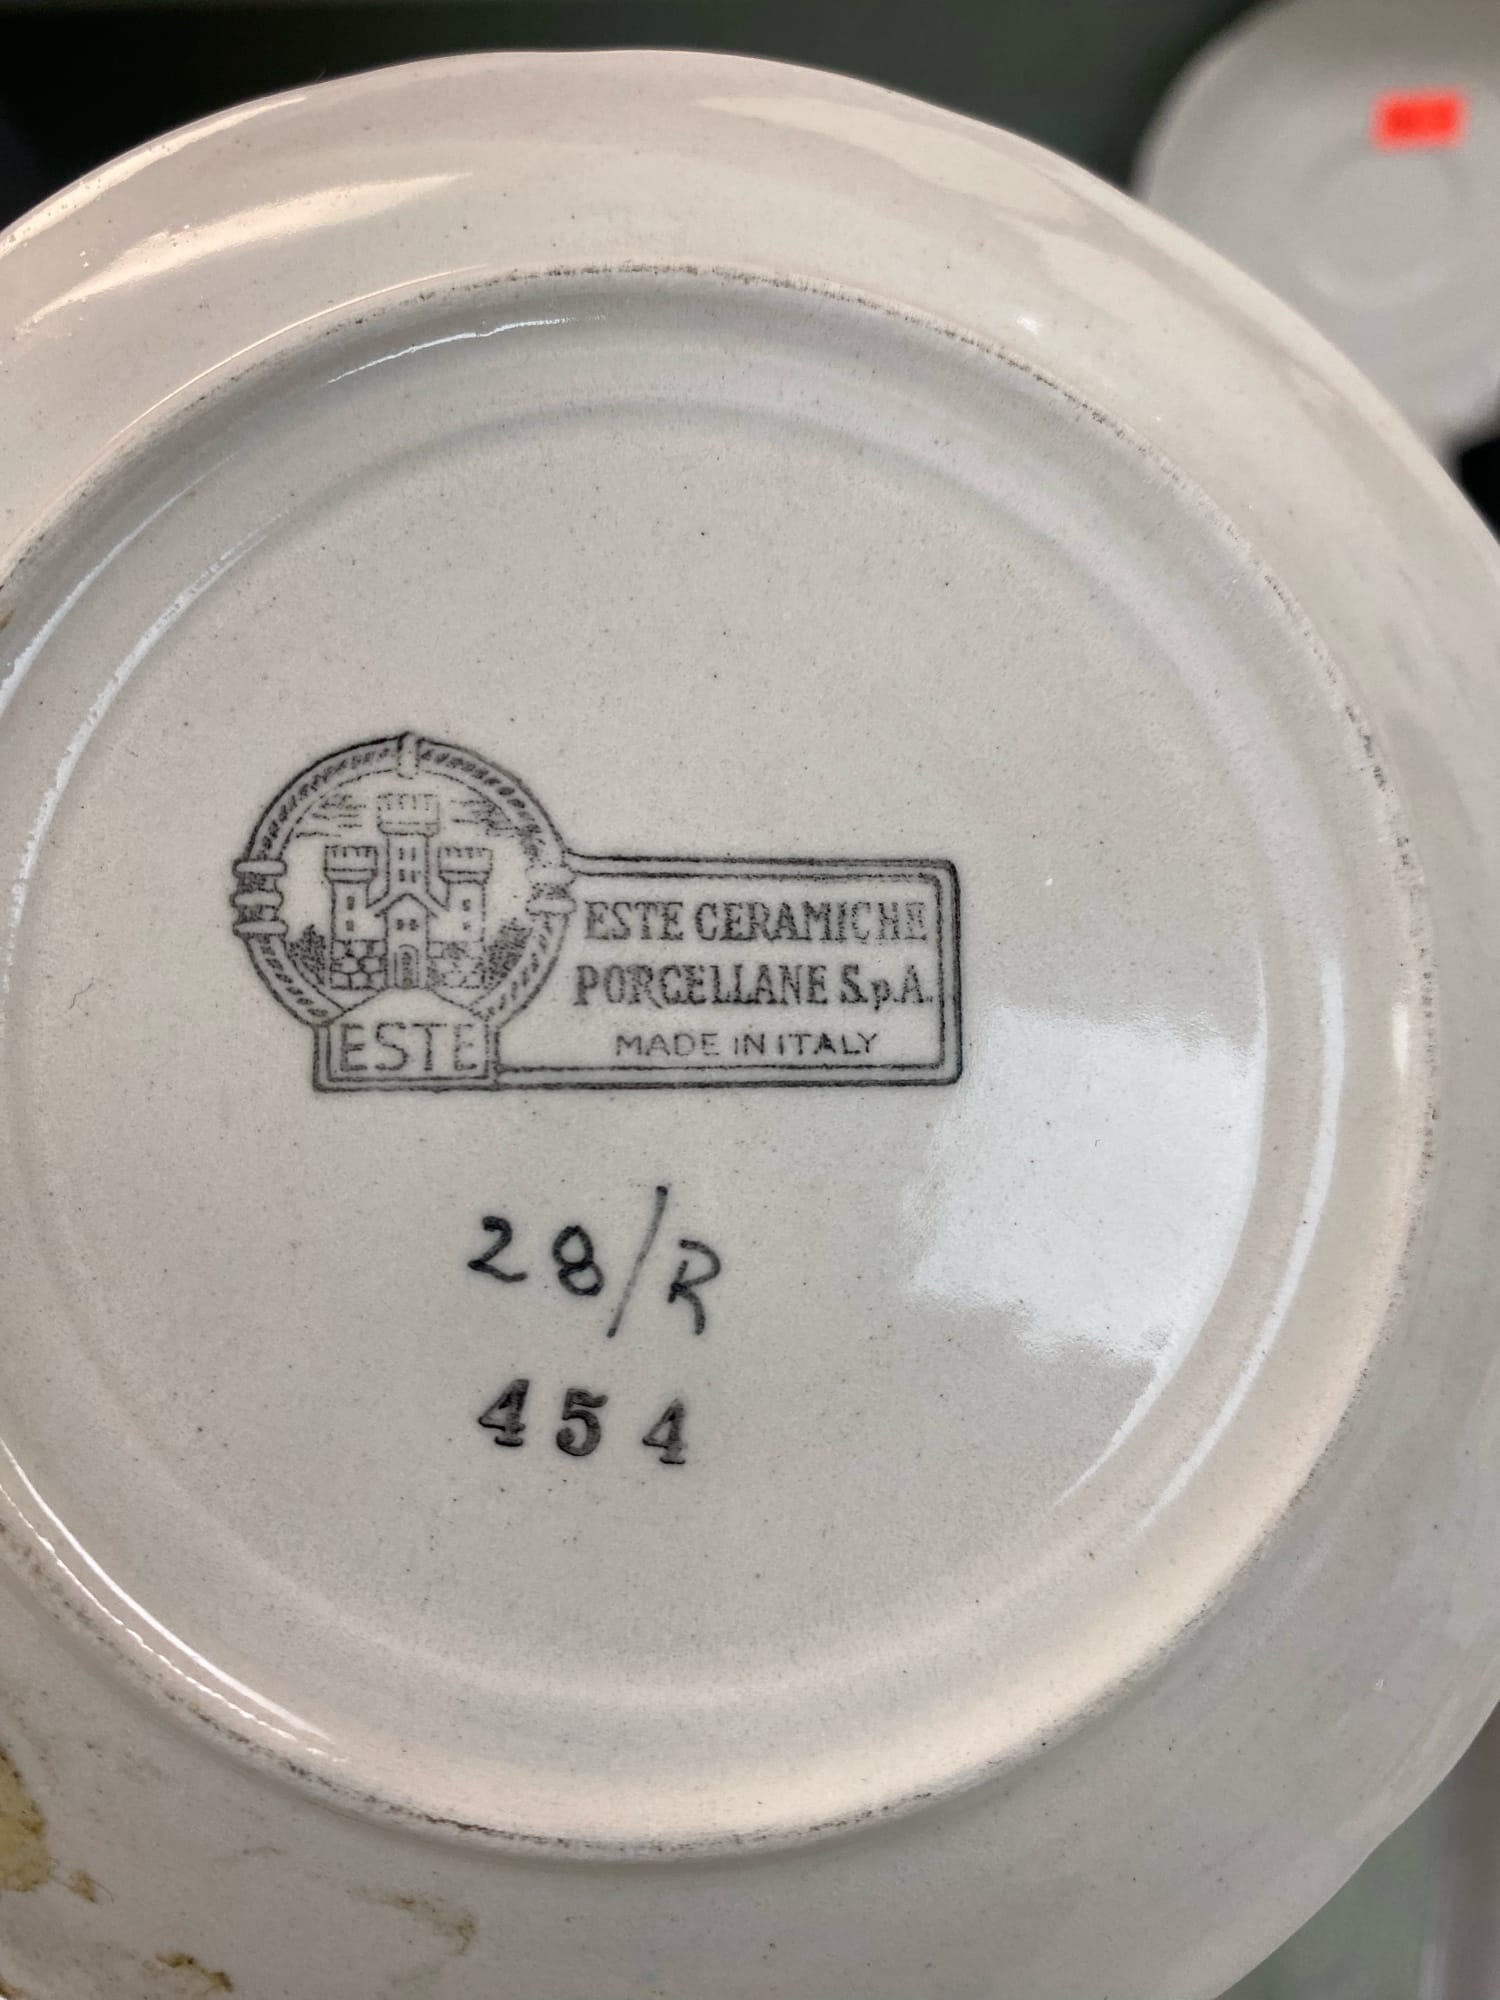 ESTE CERAMICHE
PORCELLANE S.p.A.
MADE IN ITALY
ESTE
28/R
454